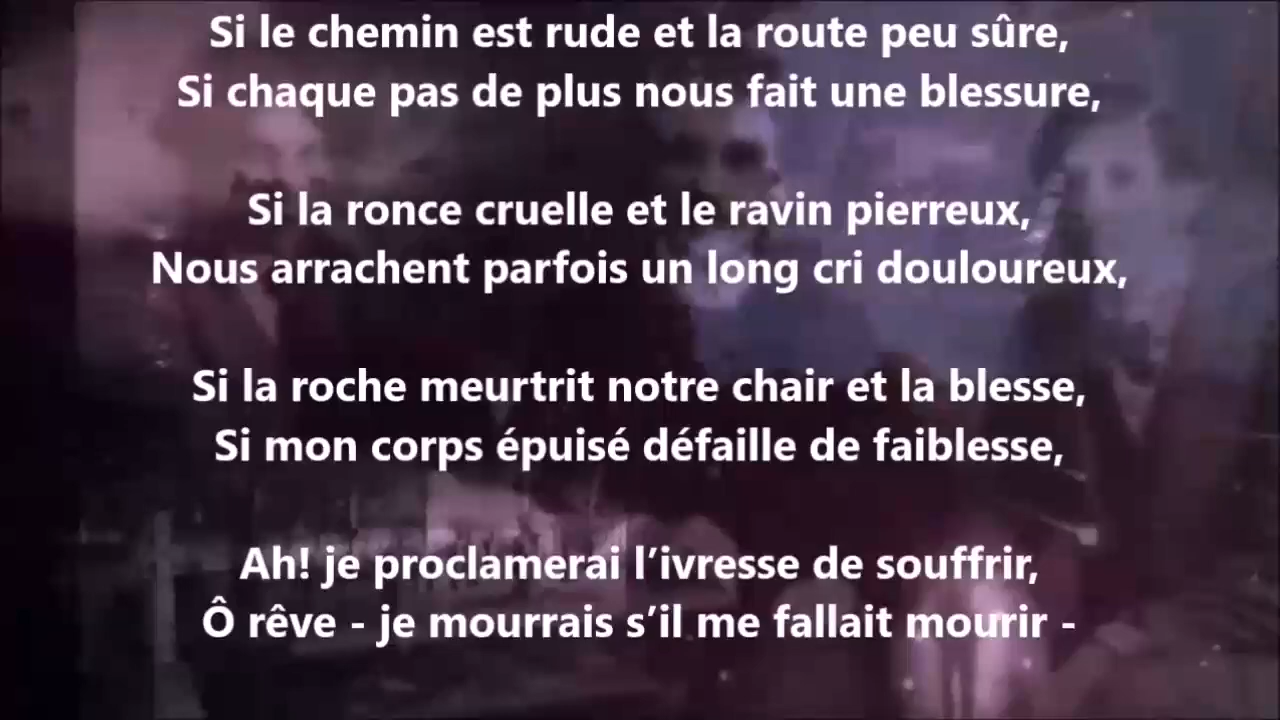 Si le chemin est rude et la route peu sûre,
Si chaque pas de plus nous fait une blessure,
Si la ronce cruelle et le ravin pierreux,
Nous arrachent parfois un long cri douloureux,
Si la roche meurtrit notre chair et la blesse,
Si mon corps épuisé défaille de faiblesse,
Ah! je proclamerai l’ivresse de souffrir,
Ô rêve - je mourrais s’il me fallait mourir -